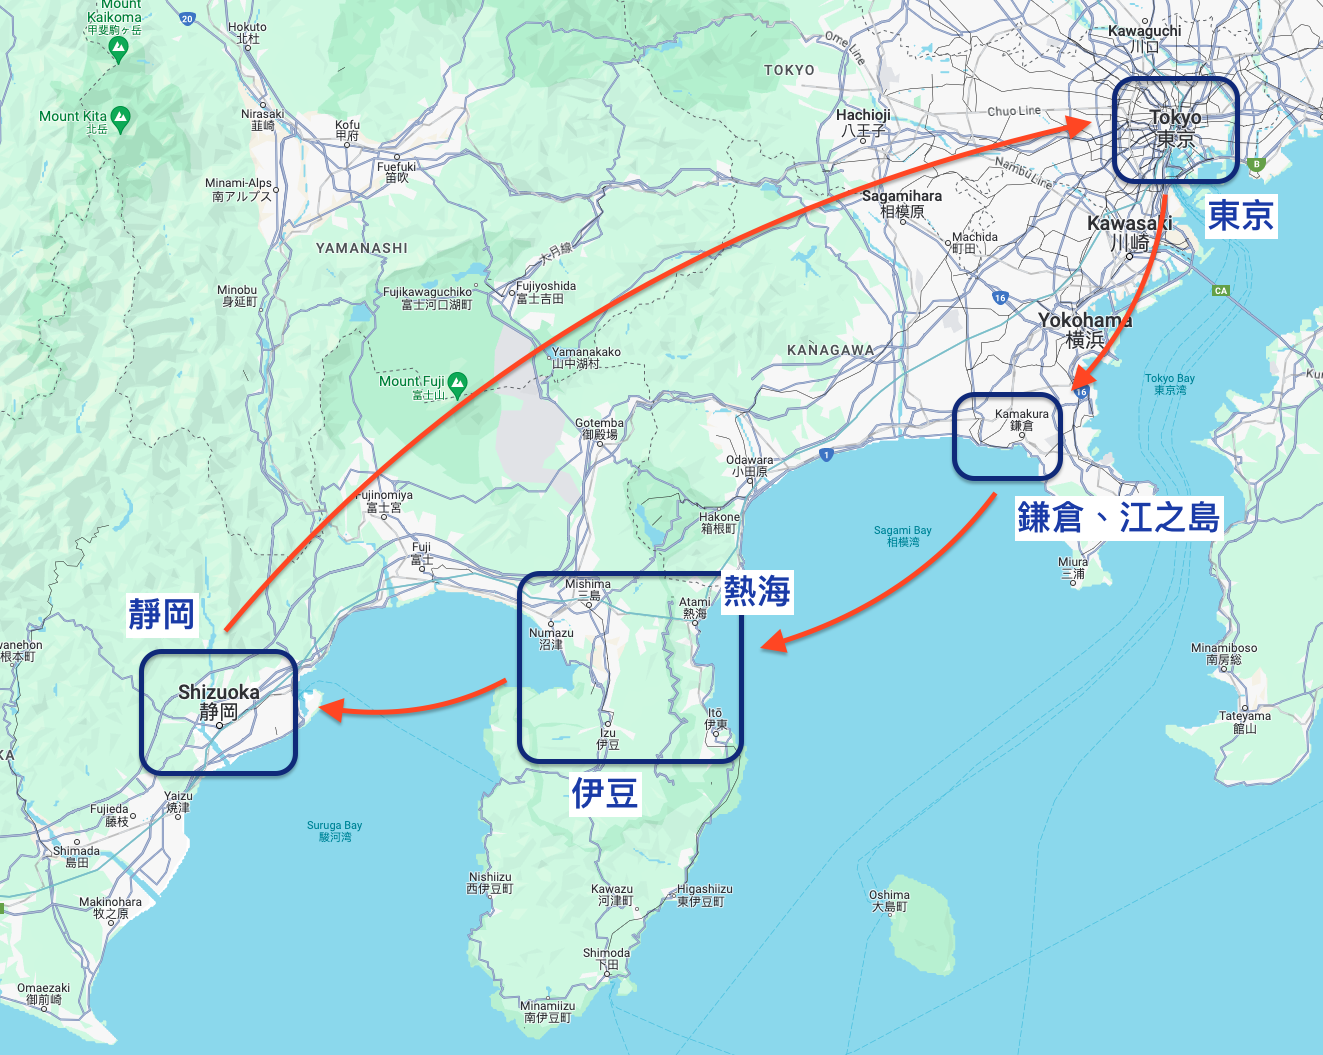 Mount
Kaikoma
甲斐駒ヶ岳
20
Hokuto
北杜
Ome Line
Kawaguchi
川口
TOKYO
Mount Kita
北岳
Nirasaki
韮崎
Kofu
甲府
Hachioji
八王子
Chuo Line
Tokyo
東京
Fuefuki
笛吹
B
Minami-Alps
南アルプス
Nambu Line
Sagamihara
相模原
東京
Kawasaki
川崎
YAMANASHI
大月線
Machida
町田
Minobu
身延町
Fujikawaguchiko
富士河口湖町
Fujiyoshida
富士吉田
16
CA
Yokohama
横浜
Yamanakako
山中湖村
KANAGAWA
Mount Fuji
富士山
Tokyo Bay
東京湾
16
Kamakura
鎌倉
Gotemba
御殿場
1
Odawara
小田原
Fujinomiya
富士宮
Hakone
箱根町
鎌倉、江之島
Sagami Bay
相模湾
Fuji
富士
Miura
三浦
Mishima
三島
熱海
靜岡
Atami
熱海
Numazu
沼津
wanehon
根本町
Minamiboso
南房総
Shizuoka
静岡
Itō
伊東
Tateyama
館山
Izu
伊豆
KA
伊豆
Yaizu
焼津
Fujieda
藤枝
Suruga Bay
駿河湾
Shimada
島田
Nishiizu
西伊豆町
Kawazu
河津町
Higashiizu
東伊豆町
Oshima
大島町
Makinohara
牧之原
Shimoda
下田
Omaezaki
御前崎
Minamiizu
南伊豆町